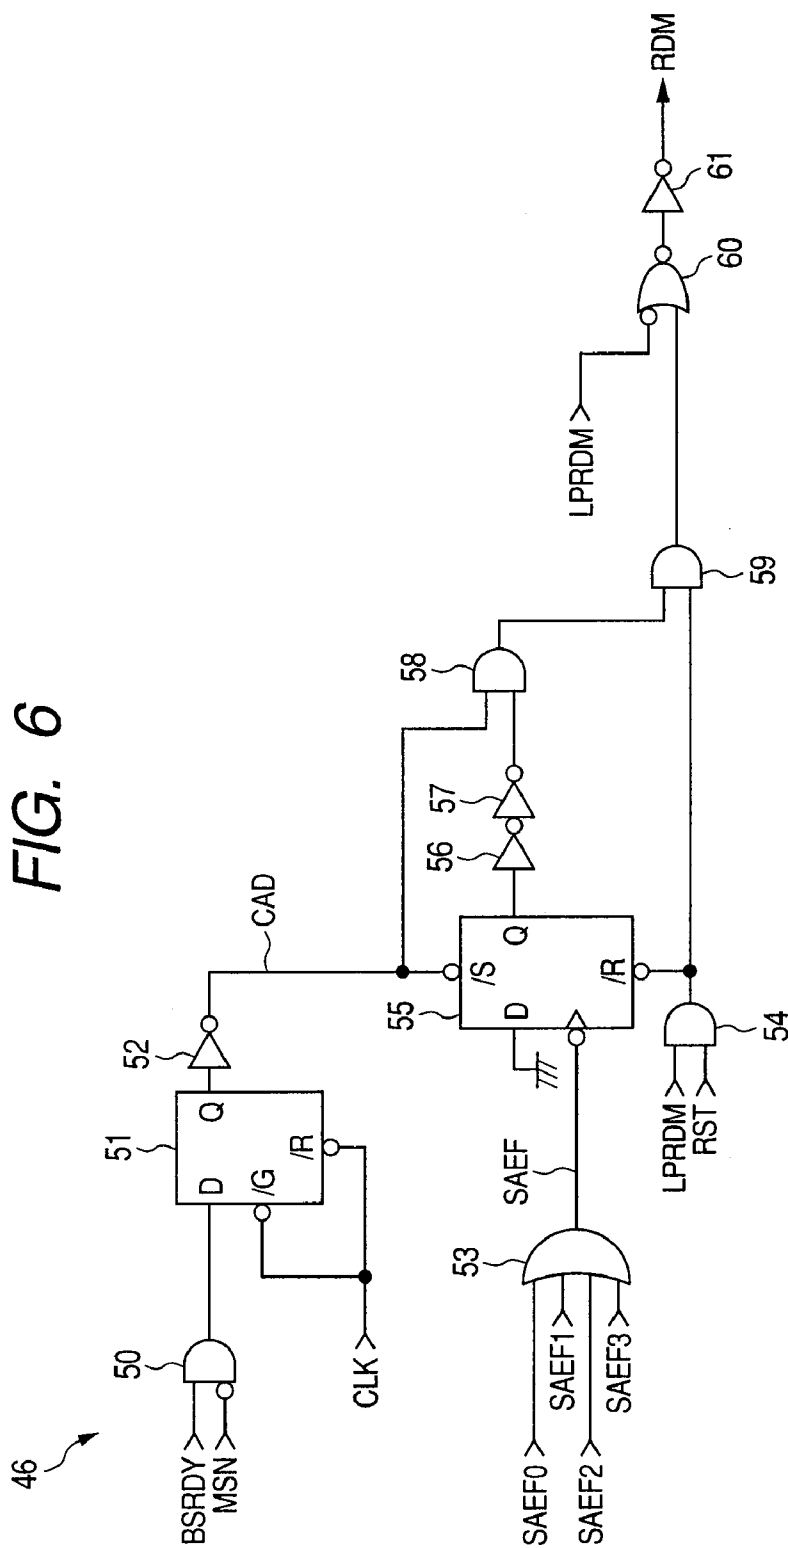 FIG. 6
46
BSRDY
MSN
50
D
Q
/G
/R
51
52
CAD
CLK
SAEF0
SAEF1
SAEF2
SAEF3
53
SAEF
D
Q
/S
/R
55
LPRDM
RST
54
56
57
58
59
LPRDM
60
61
RDM